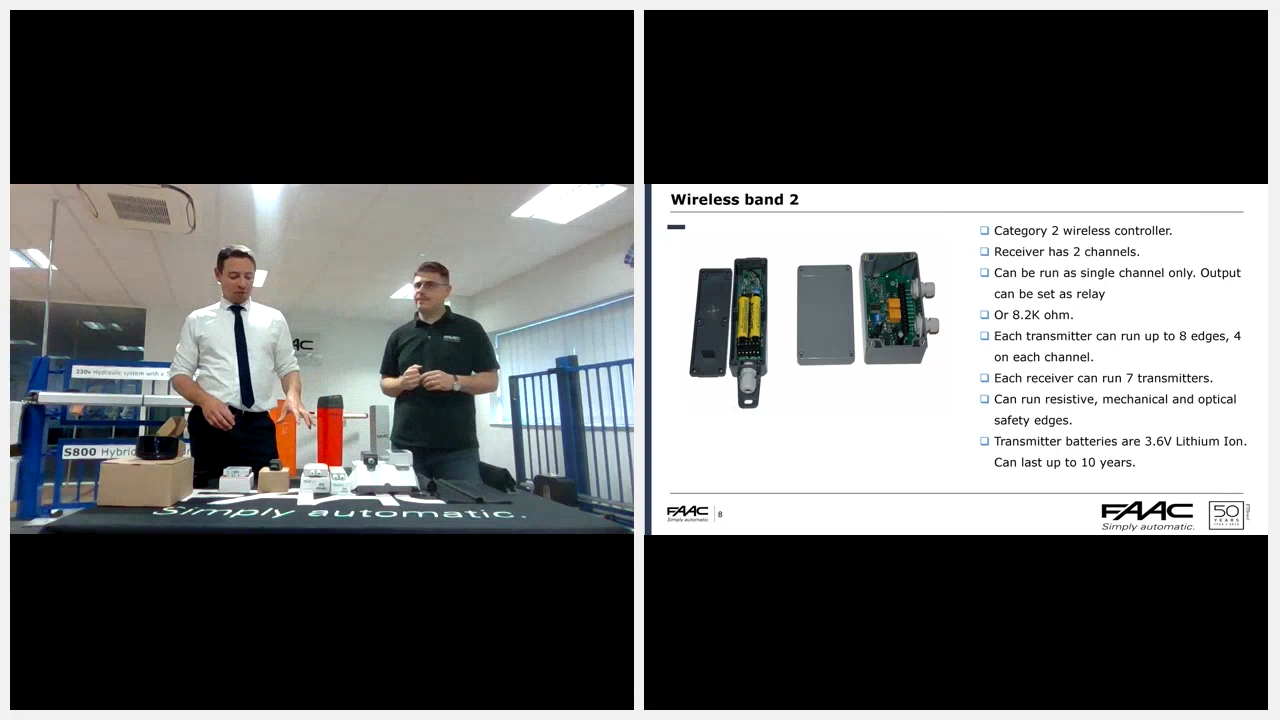 230v Hydraulic system with a S
S800 Hybri
FAAC
Simply automatic.
Wireless band 2
❑ Category 2 wireless controller.
❑ Receiver has 2 channels.
❑ Can be run as single channel only. Output
can be set as relay
❑ Or 8.2K ohm.
❑ Each transmitter can run up to 8 edges, 4
on each channel.
❑ Each receiver can run 7 transmitters.
❑ Can run resistive, mechanical and optical
safety edges.
❑ Transmitter batteries are 3.6V Lithium Ion.
Can last up to 10 years.
FAAC
Simply automatic.
8
FAAC
Simply automatic.
50
YEARS